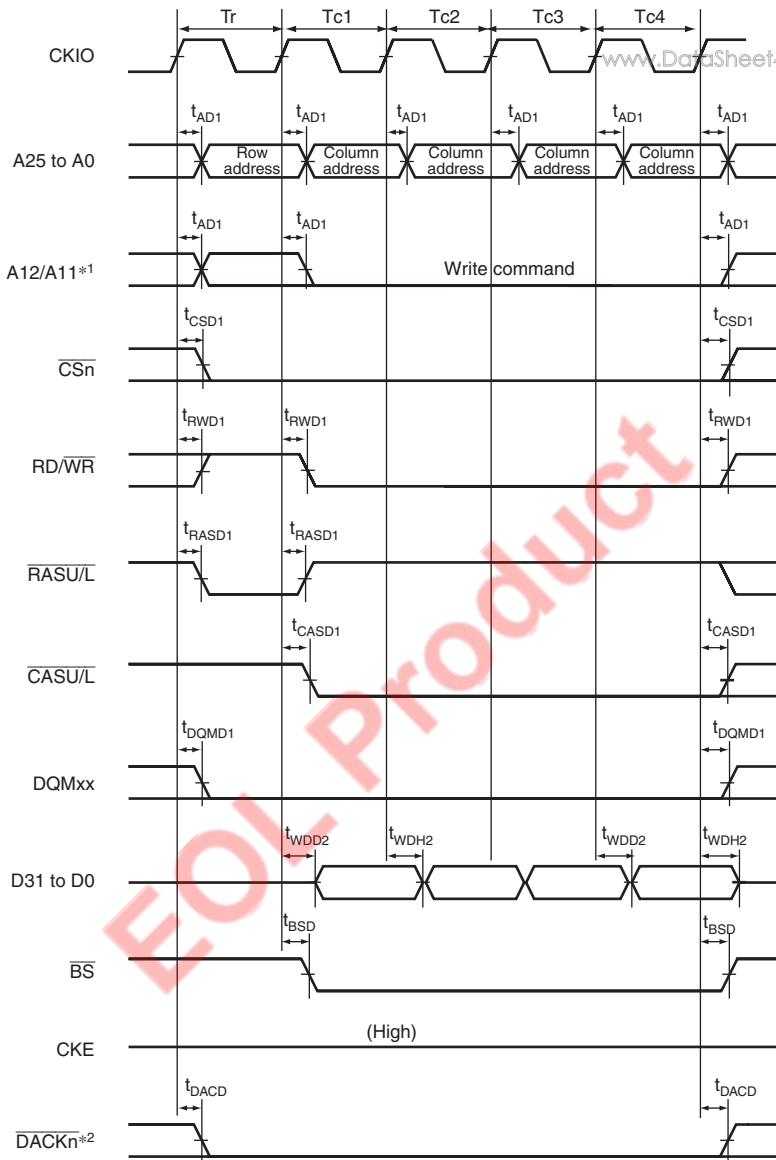 Tr Tc1 Tc2 Tc3 Tc4
CKIO
www.DataSheet4
tAD1 tAD1 tAD1 tAD1 tAD1 tAD1
A25 to A0
Row address
Column address
Column address
Column address
Column address
tAD1 tAD1 tAD1
A12/A11*1
Write command
tCSD1 tCSD1
CSn
tRWD1 tRWD1 tRWD1
RD/WR
tRASD1 tRASD1
RASU/L
tCASD1 tCASD1
CASU/L
tDQMD1 tDQMD1
DQMxx
tWDD2 tWDH2 tWDD2 tWDH2
D31 to D0
tBSD tBSD
BS
(High)
CKE
tDACD tDACD
DACKn*2
EOL Product